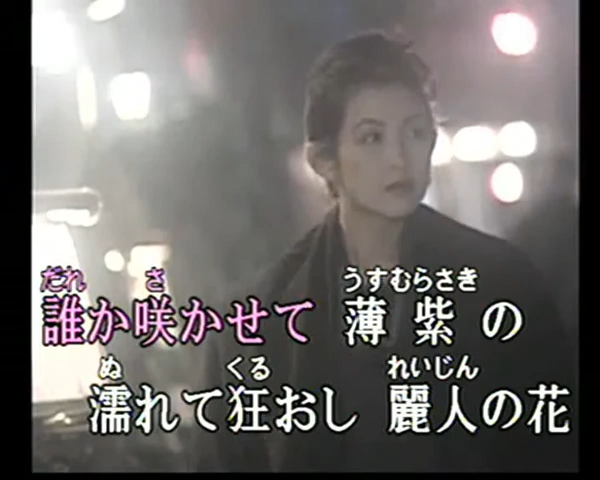 だれ さ うすむらさき
誰か咲かせて 薄紫の
ぬ くる れいじん
濡れて狂おし 麗人の花